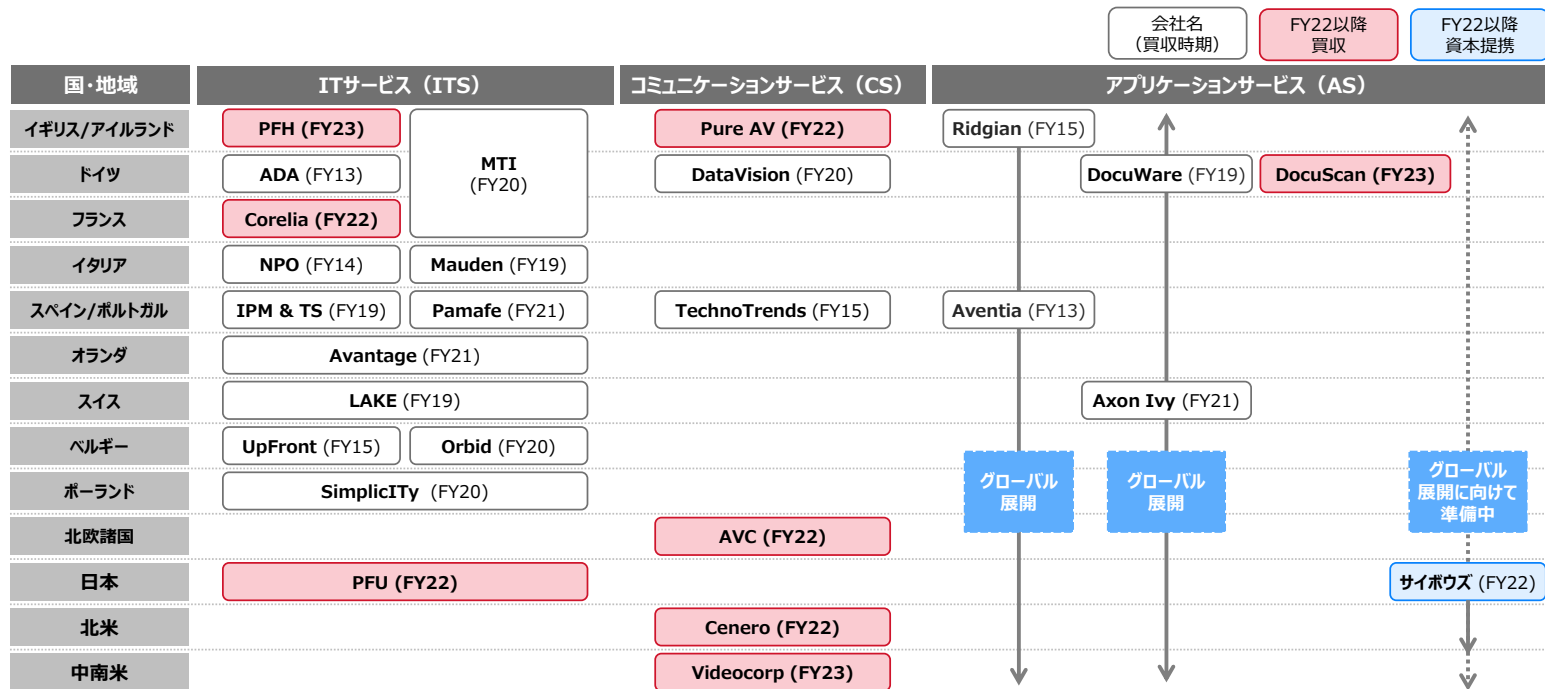 会社名
（買収時期）
FY22以降
買収
FY22以降
資本提携
国・地域
ITサービス（ITS）
コミュニケーションサービス（CS）
アプリケーションサービス（AS）
イギリス/アイルランド
PFH (FY23)
MTI
(FY20)
Pure AV (FY22)
Ridgian (FY15)
ドイツ
ADA (FY13)
DataVision (FY20)
DocuWare (FY19)
DocuScan (FY23)
フランス
Corelia (FY22)
イタリア
NPO (FY14)
Mauden (FY19)
スペイン/ポルトガル
IPM & TS (FY19)
Pamafe (FY21)
TechnoTrends (FY15)
Aventia (FY13)
オランダ
Avantage (FY21)
スイス
LAKE (FY19)
Axon Ivy (FY21)
ベルギー
UpFront (FY15)
Orbid (FY20)
ポーランド
SimplicITy (FY20)
グローバル
展開
グローバル
展開
グローバル
展開に向けて
準備中
北欧諸国
AVC (FY22)
日本
PFU (FY22)
サイボウズ (FY22)
北米
Cenero (FY22)
中南米
Videocorp (FY23)